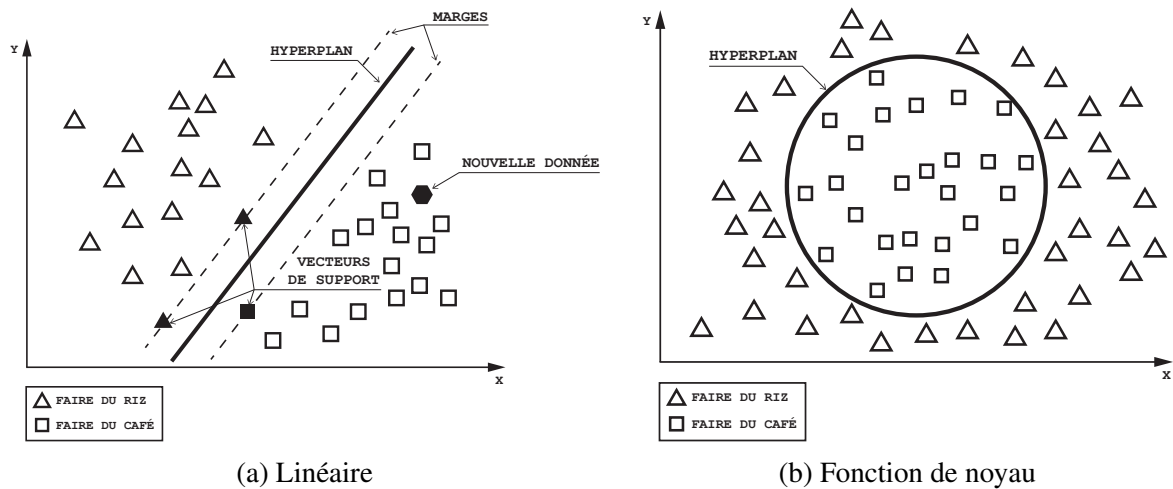 MARGES
Y
HYPERPLAN
NOUVELLE DONNÉE
VECTEURS
DE SUPPORT
X
FAIRE DU RIZ
FAIRE DU CAFÉ
(a) Linéaire
Y
HYPERPLAN
X
FAIRE DU RIZ
FAIRE DU CAFÉ
(b) Fonction de noyau